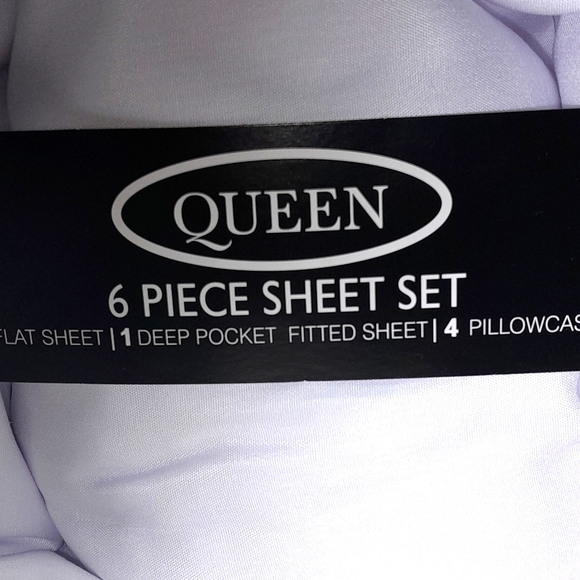 QUEEN
6 PIECE SHEET SET
FLAT SHEET | 1 DEEP POCKET FITTED SHEET | 4 PILLOWCAS